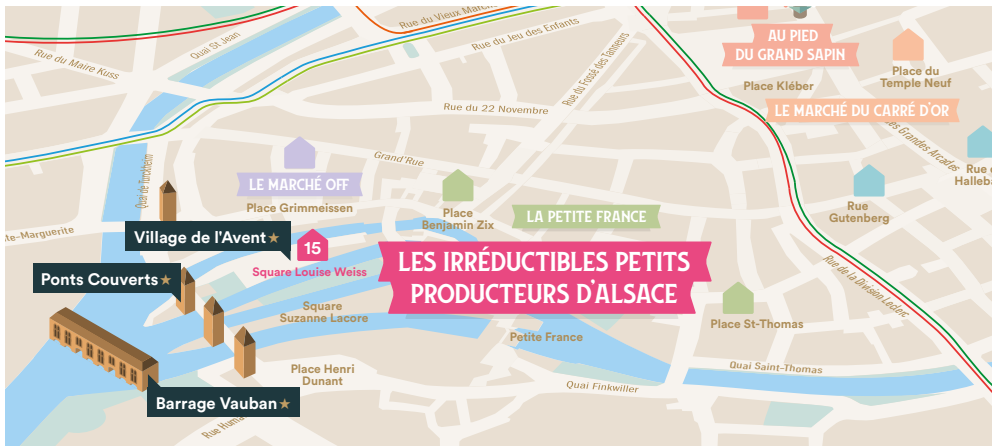 Rue du Vieux Marc
Rue du Jeu des Enfants
Quai St Jean
Rue du Maire Kuss
Rue du Fossé des Tanneurs
AU PIED
DU GRAND SAPIN
Place Kléber
Place du
Temple Neuf
LE MARCHÉ DU CARRÉ D'OR
Rue du 22 Novembre
es Grandes Arcades
Grand'Rue
Quai de Turckheim
LE MARCHÉ OFF
Place Grimmeissen
Place
Benjamin Zix
LA PETITE FRANCE
Rue
Halleba
Rue
Gutenberg
te-Marguerite
Village de l'Avent★
15
Square Louise Weiss
LES IRRÉDUCTIBLES PETITS
PRODUCTEURS D'ALSACE
Ponts Couverts★
Rue de la Division Leclerc
Square
Suzanne Lacore
Place St-Thomas
Petite France
Place Henri
Dunant
Quai Saint-Thomas
Quai Finkwiller
Barrage Vauban★
Rue Huma